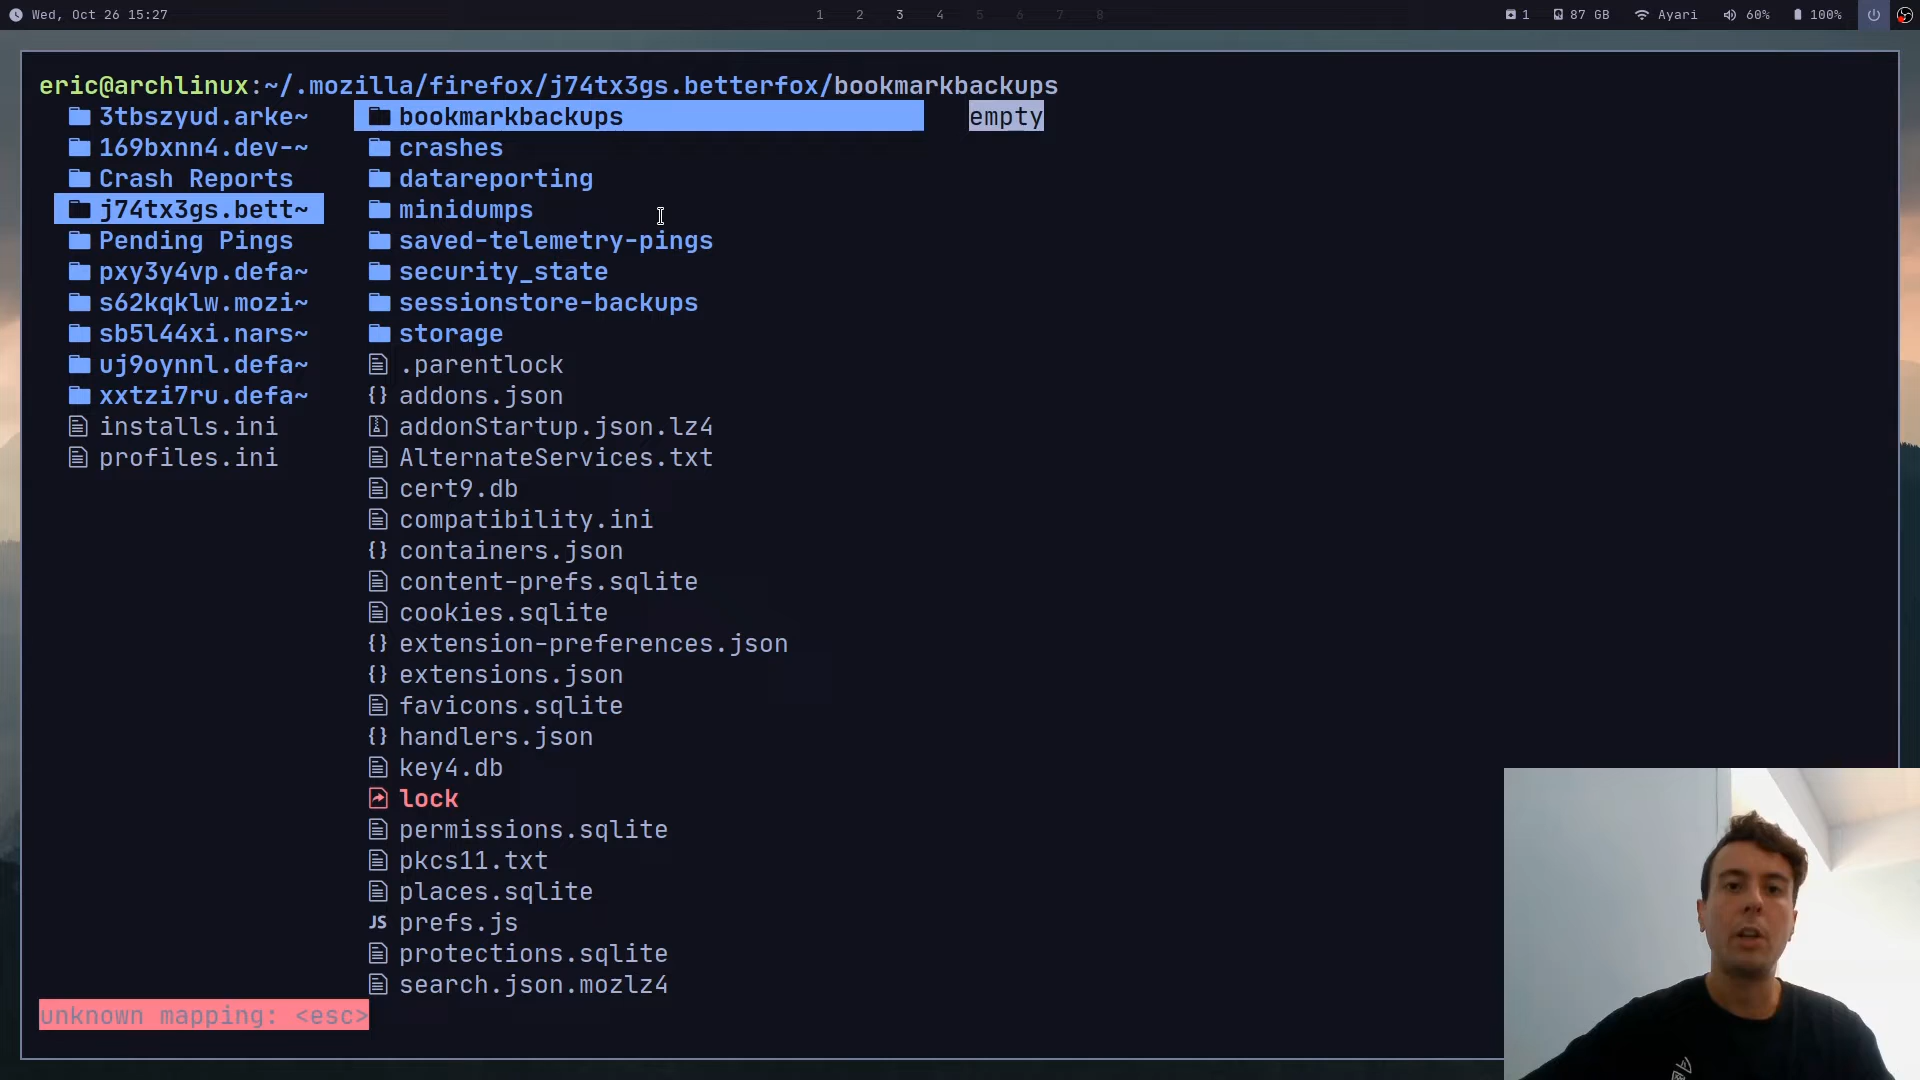 Wed, Oct 26 15:27 1 2 3 4 5 6 7 8 1 87 GB Ayari 60% 100%
eric@archlinux:~/.mozilla/firefox/j74tx3gs.betterfox/bookmarkbackups
3tbszyud.arke~ bookmarkbackups empty
169bxnn4.dev-~ crashes
Crash Reports datareporting
j74tx3gs.bett~ minidumps
Pending Pings saved-telemetry-pings
pxy3y4vp.defa~ security_state
s62kqklw.mozi~ sessionstore-backups
sb5l44xi.nars~ storage
uj9oynnl.defa~ .parentlock
xxtzi7ru.defa~ addons.json
installs.ini addonStartup.json.lz4
profiles.ini AlternateServices.txt
cert9.db
compatibility.ini
containers.json
content-prefs.sqlite
cookies.sqlite
extension-preferences.json
extensions.json
favicons.sqlite
handlers.json
key4.db
lock
permissions.sqlite
pkcs11.txt
places.sqlite
JS prefs.js
protections.sqlite
search.json.mozlz4
unknown mapping: <esc>